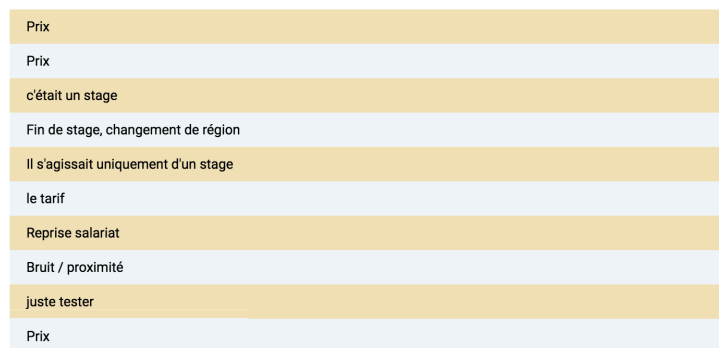 Prix
Prix
c'était un stage
Fin de stage, changement de région
Il s'agissait uniquement d'un stage
le tarif
Reprise salariat
Bruit / proximité
juste tester
Prix